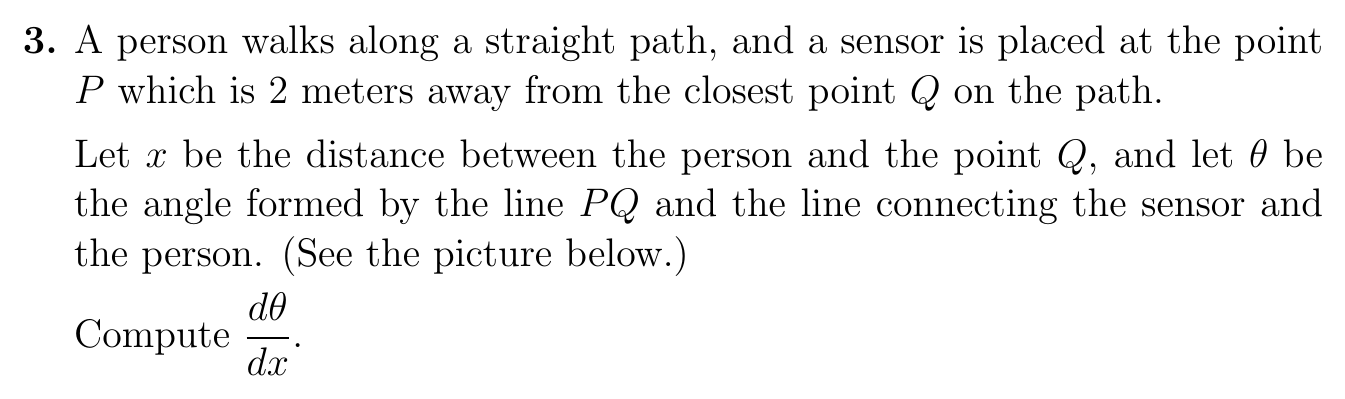 3. A person walks along a straight path, and a sensor is placed at the point
P which is 2 meters away from the closest point Q on the path.
Let x be the distance between the person and the point Q, and let θ be
the angle formed by the line PQ and the line connecting the sensor and
the person. (See the picture below.)
Compute dθ/dx.